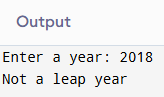 Output
Enter a year: 2018
Not a leap year